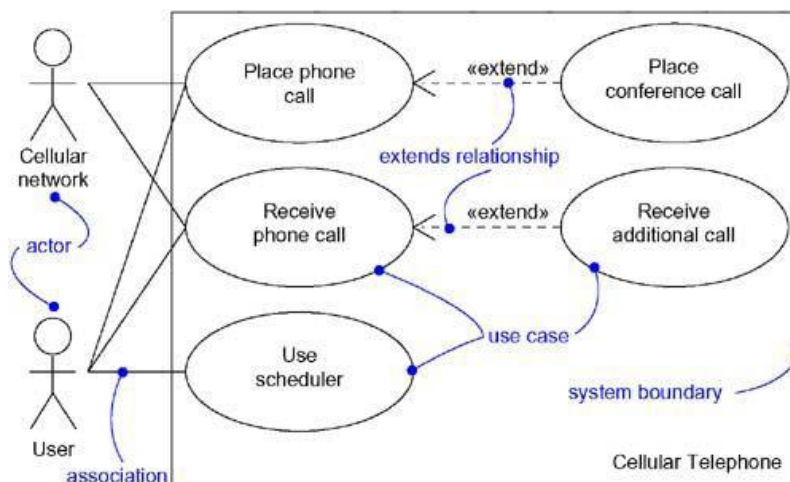 Place phone
call
«extend»
Place
conference call
Cellular
network
extends relationship
Receive
phone call
«extend»
Receive
additional call
actor
use case
Use
scheduler
system boundary
User
association
Cellular Telephone